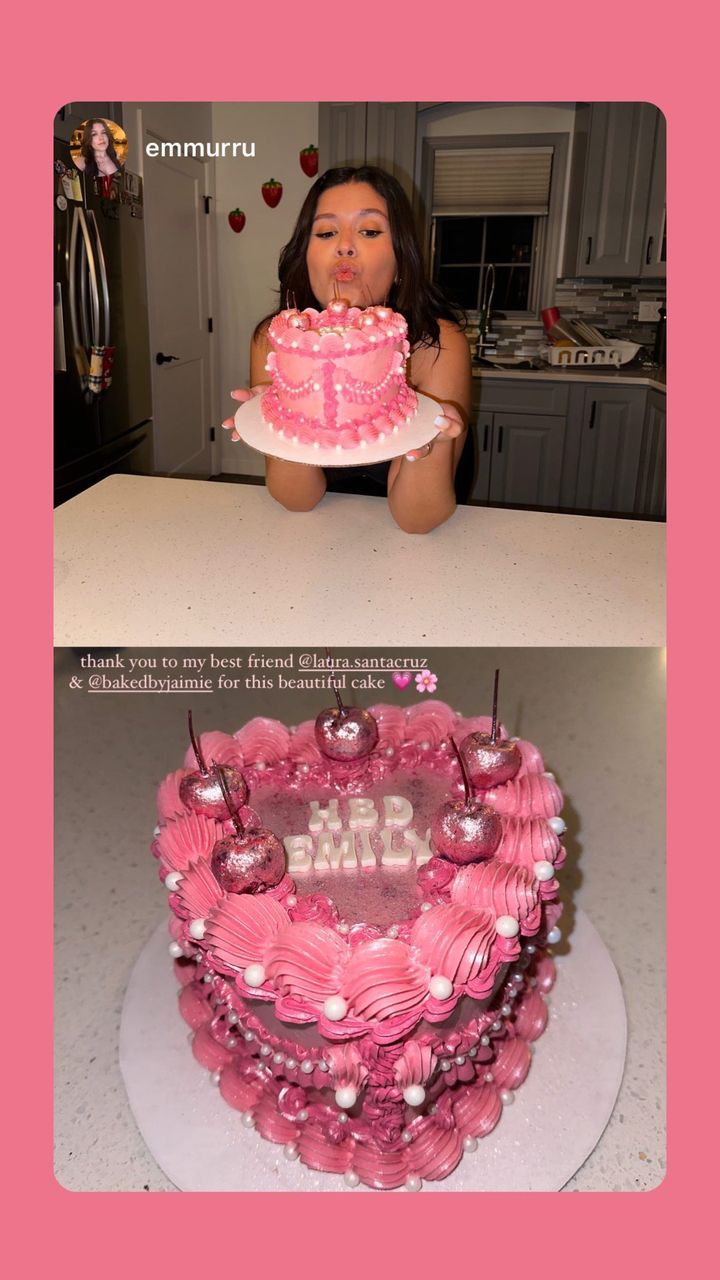 emmurru
thank you to my best friend @laura.santacruz
& @bakedbyjaimie for this beautiful cake 💗🌸
HBD
EMILY